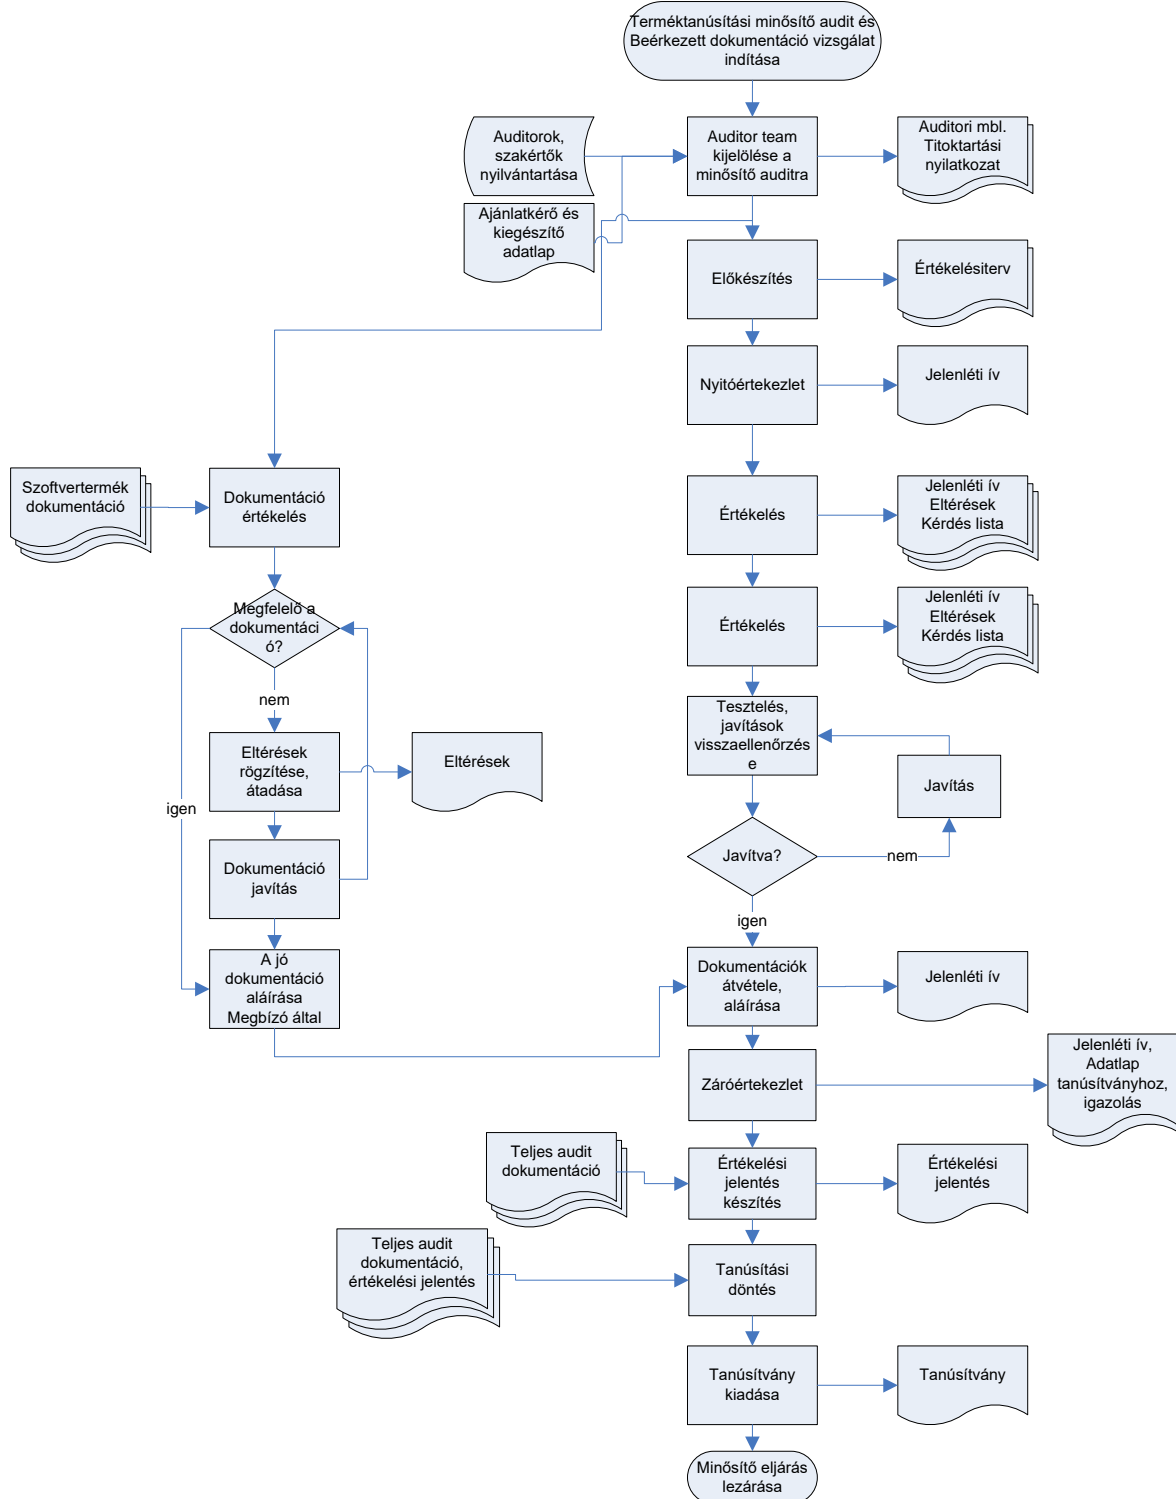 Terméktanúsítási minősítő audit és
Beérkezett dokumentáció vizsgálat
indítása
Auditorok,
szakértők
nyilvántartása
Auditor team
kijelölése a
minősítő auditra
Auditori mbl.
Titoktartási
nyilatkozat
Ajánlatkérő és
kiegészítő
adatlap
Előkészítés
Értékelésiterv
Nyitóértekezlet
Jelenléti ív
Szoftvertermék
dokumentáció
Dokumentáció
értékelés
Értékelés
Jelenléti ív
Eltérések
Kérdés lista
Megfelelő a
dokumentáci
ó?
Értékelés
Jelenléti ív
Eltérések
Kérdés lista
nem
Tesztelés,
javítások
visszaellenőrzés
e
Eltérések
rögzítése,
átadása
Eltérések
Javítás
igen
Dokumentáció
javítás
Javítva?
nem
igen
A jó
dokumentáció
aláírása
Megbízó által
Dokumentációk
átvétele,
aláírása
Jelenléti ív
Záróértekezlet
Jelenléti ív,
Adatlap
tanúsítványhoz,
igazolás
Teljes audit
dokumentáció
Értékelési
jelentés
készítés
Értékelési
jelentés
Teljes audit
dokumentáció,
értékelési jelentés
Tanúsítási
döntés
Tanúsítvány
kiadása
Tanúsítvány
Minősítő eljárás
lezárása